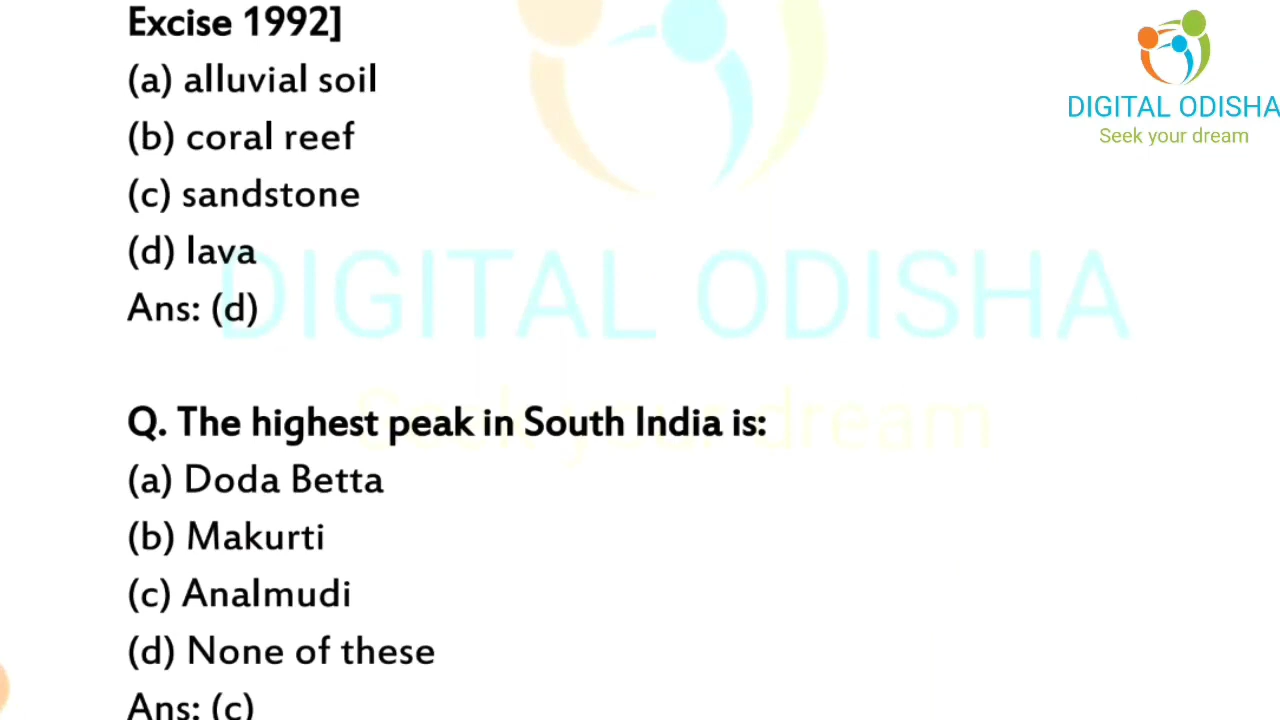 Excise 1992]
(a) alluvial soil
(b) coral reef
(c) sandstone
(d) lava
Ans: (d)
Q. The highest peak in South India is:
(a) Doda Betta
(b) Makurti
(c) Analmudi
(d) None of these
Ans: (c)
DIGITAL ODISHA
Seek your dream
DIGITAL ODISHA
Seek your dream